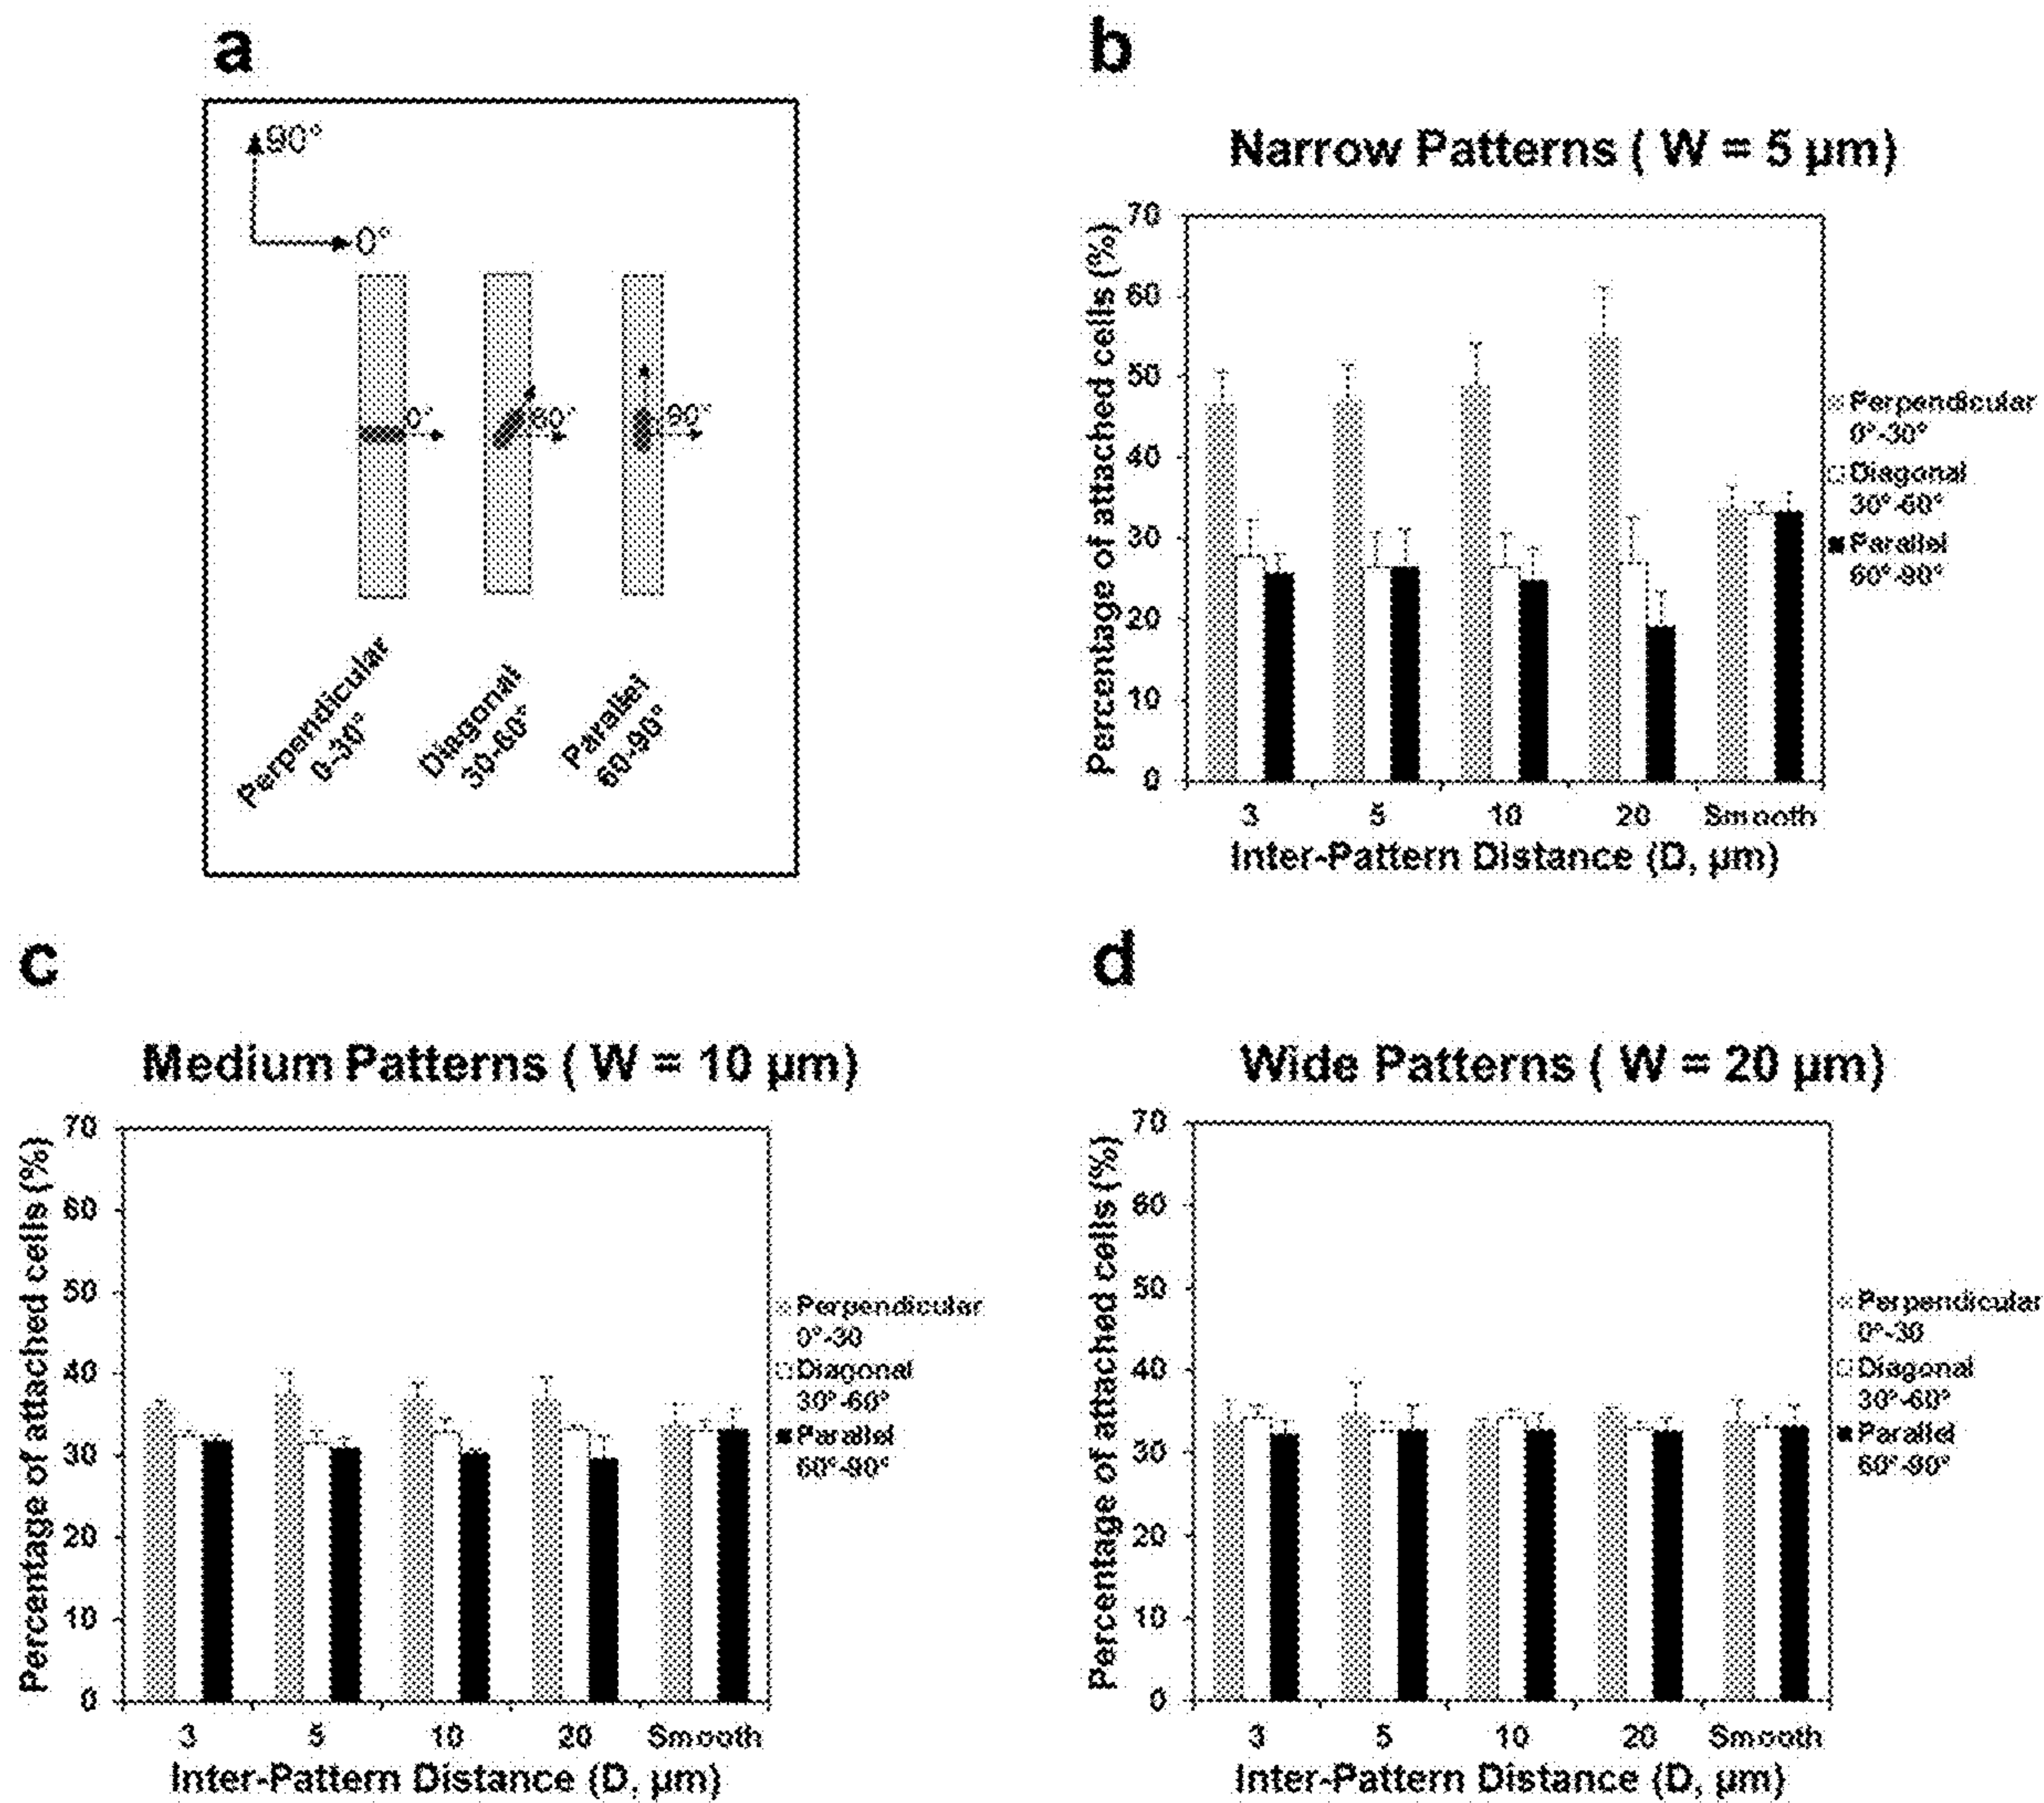 a
90°
0°
0°
60°
90°
Perpendicular
0-30°
Diagonal
30-60°
Parallel
60-90°
b
Narrow Patterns ( W = 5 µm)
Percentage of attached cells (%)
70
60
50
40
30
20
10
0
3 5 10 20 Smooth
Inter-Pattern Distance (D, µm)
Perpendicular
0°-30°
Diagonal
30°-60°
Parallel
60°-90°
c
Medium Patterns ( W = 10 µm)
Percentage of attached cells (%)
70
60
50
40
30
20
10
0
3 5 10 20 Smooth
Inter-Pattern Distance (D, µm)
Perpendicular
0°-30
Diagonal
30°-60°
Parallel
60°-90°
d
Wide Patterns ( W = 20 µm)
Percentage of attached cells (%)
70
60
50
40
30
20
10
0
3 5 10 20 Smooth
Inter-Pattern Distance (D, µm)
Perpendicular
0°-30
Diagonal
30°-60°
Parallel
60°-90°